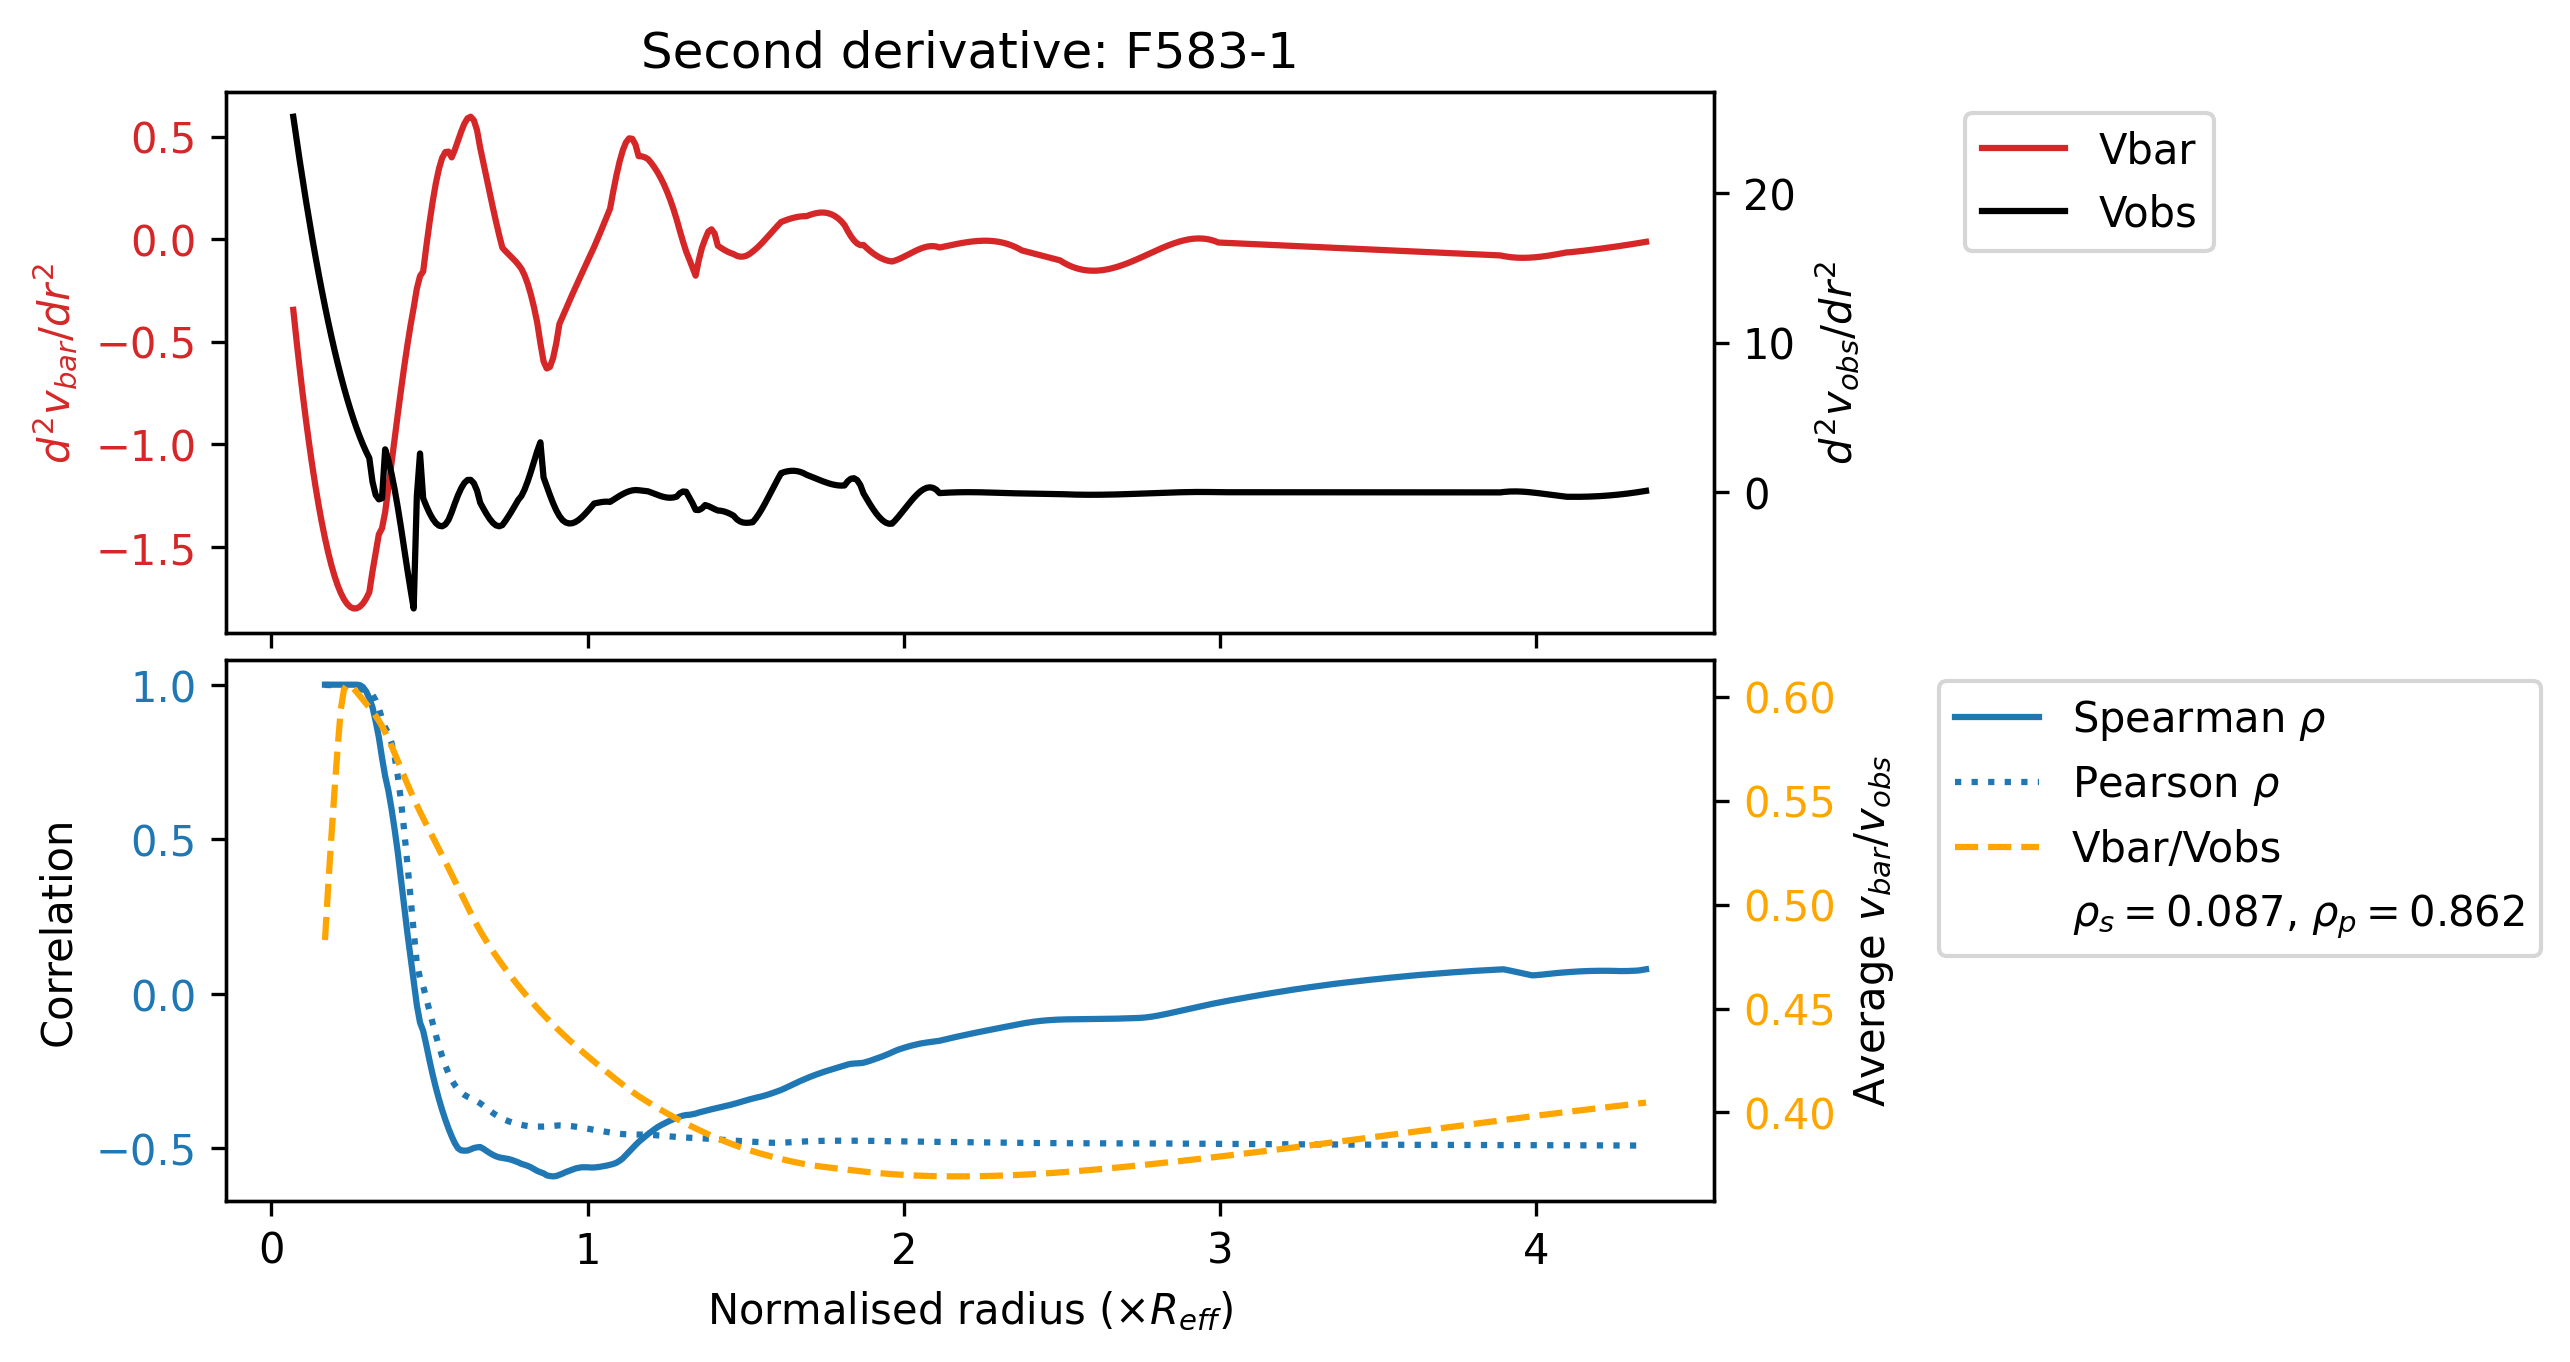 Second derivative: F583-1
0.5
0.0
−0.5
−1.0
−1.5
d²v_bar/dr²
20
10
0
d²v_obs/dr²
Vbar
Vobs
1.0
0.5
0.0
−0.5
Correlation
0.60
0.55
0.50
0.45
0.40
Average v_bar/v_obs
Spearman ρ
Pearson ρ
Vbar/Vobs
ρ_s = 0.087, ρ_p = 0.862
0 1 2 3 4
Normalised radius (×R_eff)